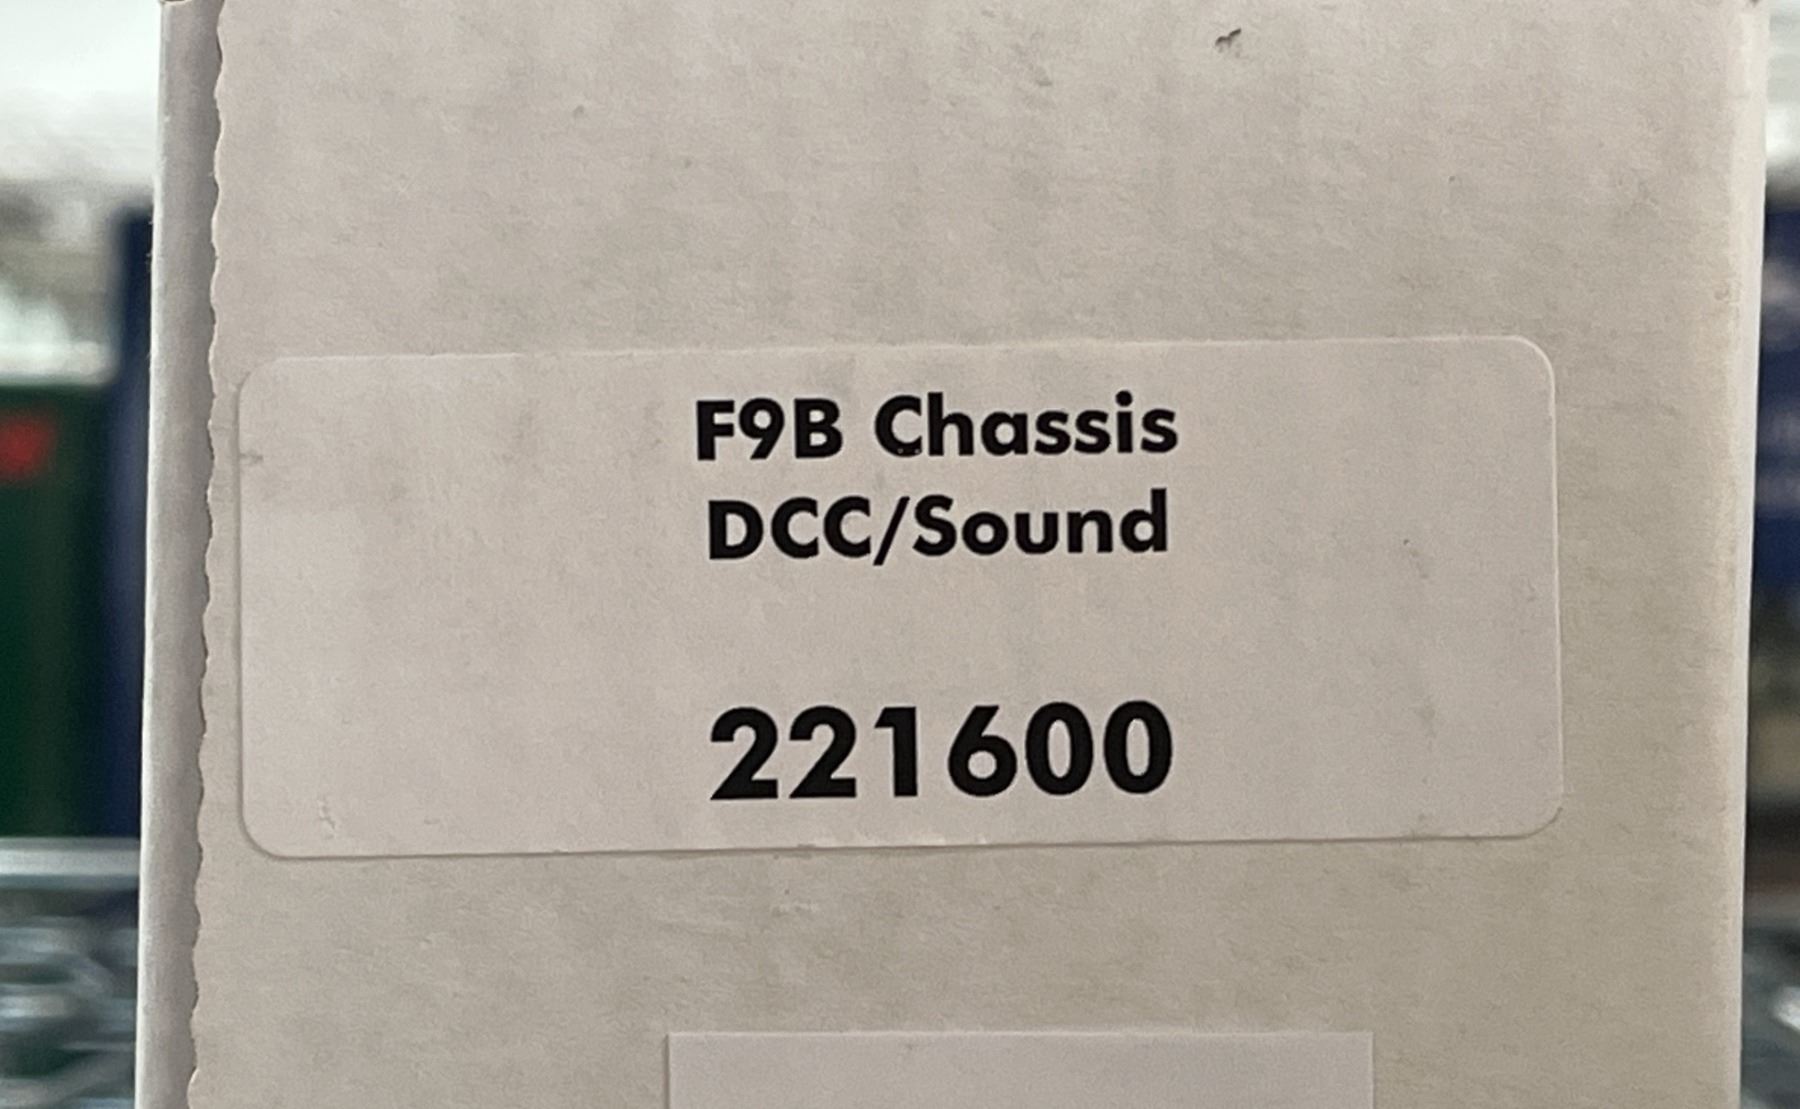 F9B Chassis
DCC/Sound
221600